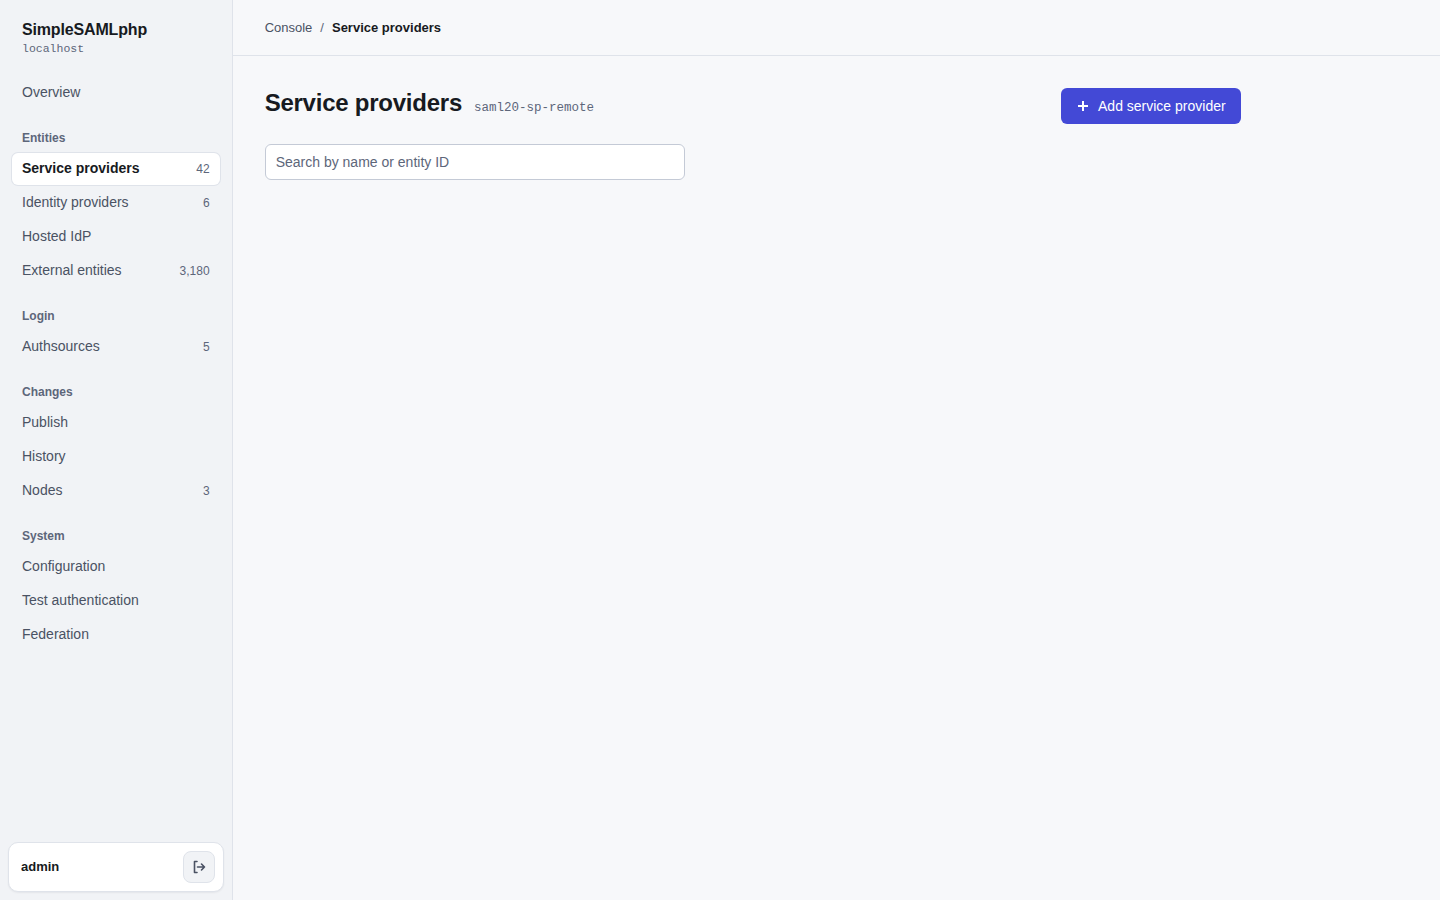 SimpleSAMLphp
localhost
Overview
Entities
Service providers 42
Identity providers 6
Hosted IdP
External entities 3,180
Login
Authsources 5
Changes
Publish
History
Nodes 3
System
Configuration
Test authentication
Federation
admin
Console / Service providers
Service providers saml20-sp-remote
Add service provider
Search by name or entity ID